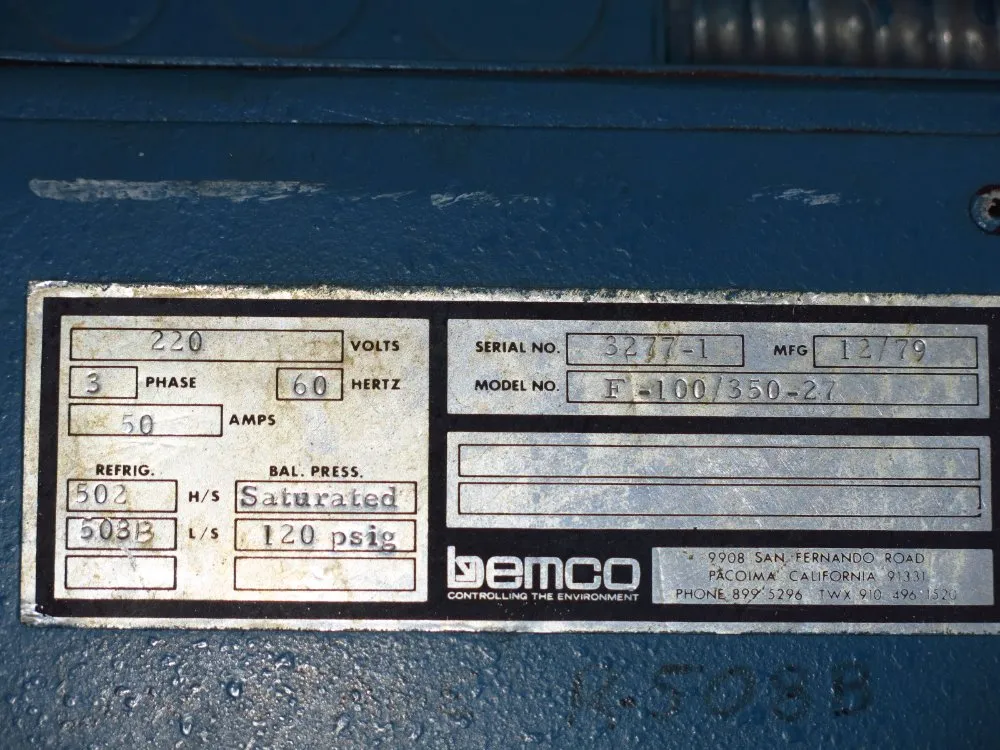 220 VOLTS
3 PHASE 60 HERTZ
50 AMPS
REFRIG. BAL. PRESS.
502 H/S Saturated
503B L/S 120 psig
SERIAL NO. 3277-1 MFG 12/79
MODEL NO. F-100/350-27
bemco
CONTROLLING THE ENVIRONMENT
9908 SAN FERNANDO ROAD
PACOIMA CALIFORNIA 91331
PHONE 899 5296 TWX 910 496 1520
R-503B